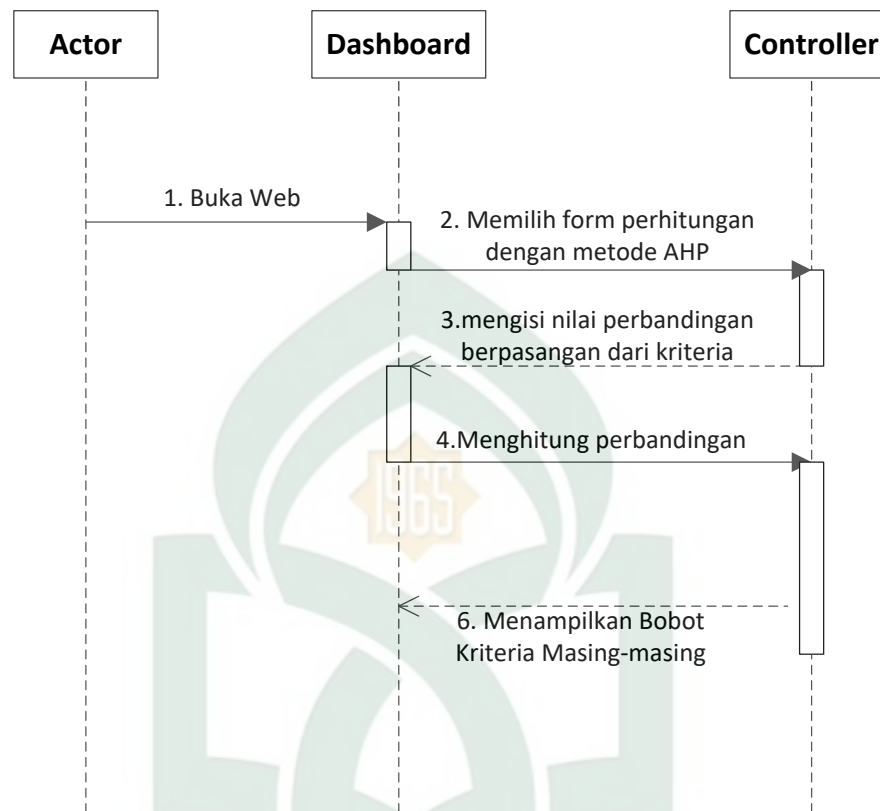 Actor
Dashboard
Controller
1. Buka Web
2. Memilih form perhitungan
dengan metode AHP
3.mengisi nilai perbandingan
berpasangan dari kriteria
4.Menghitung perbandingan
1965
6. Menampilkan Bobot
Kriteria Masing-masing